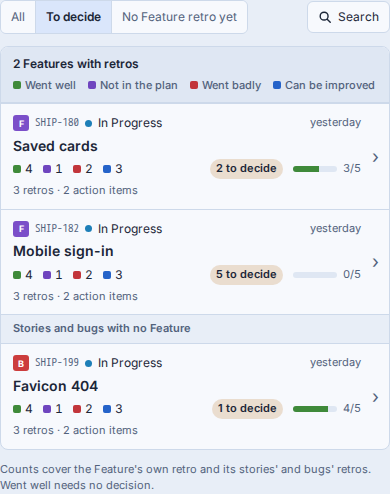 All To decide No Feature retro yet Search
2 Features with retros
Went well Not in the plan Went badly Can be improved
F SHIP-180 In Progress yesterday
Saved cards
4 1 2 3 2 to decide 3/5
3 retros · 2 action items
F SHIP-182 In Progress yesterday
Mobile sign-in
4 1 2 3 5 to decide 0/5
3 retros · 2 action items
Stories and bugs with no Feature
B SHIP-199 In Progress yesterday
Favicon 404
4 1 2 3 1 to decide 4/5
3 retros · 2 action items
Counts cover the Feature's own retro and its stories' and bugs' retros.
Went well needs no decision.